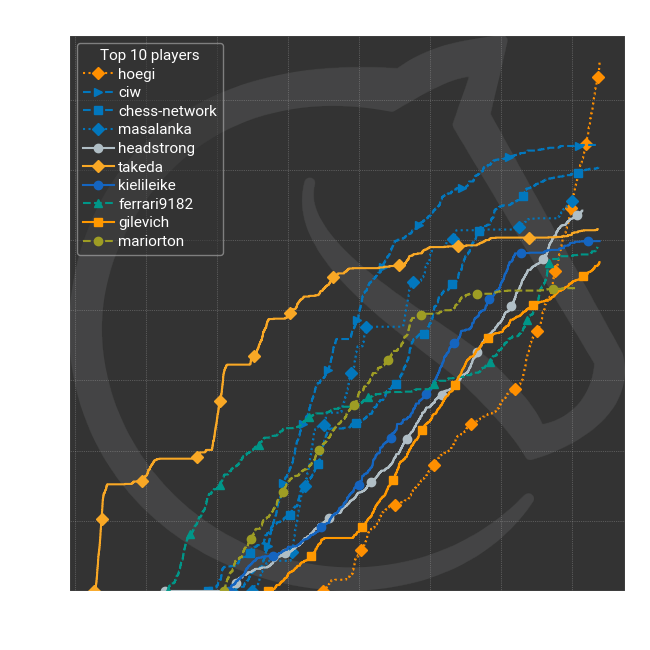 Top 10 players
hoegi
ciw
chess-network
masalanka
headstrong
takeda
kielileike
ferrari9182
gilevich
mariorton